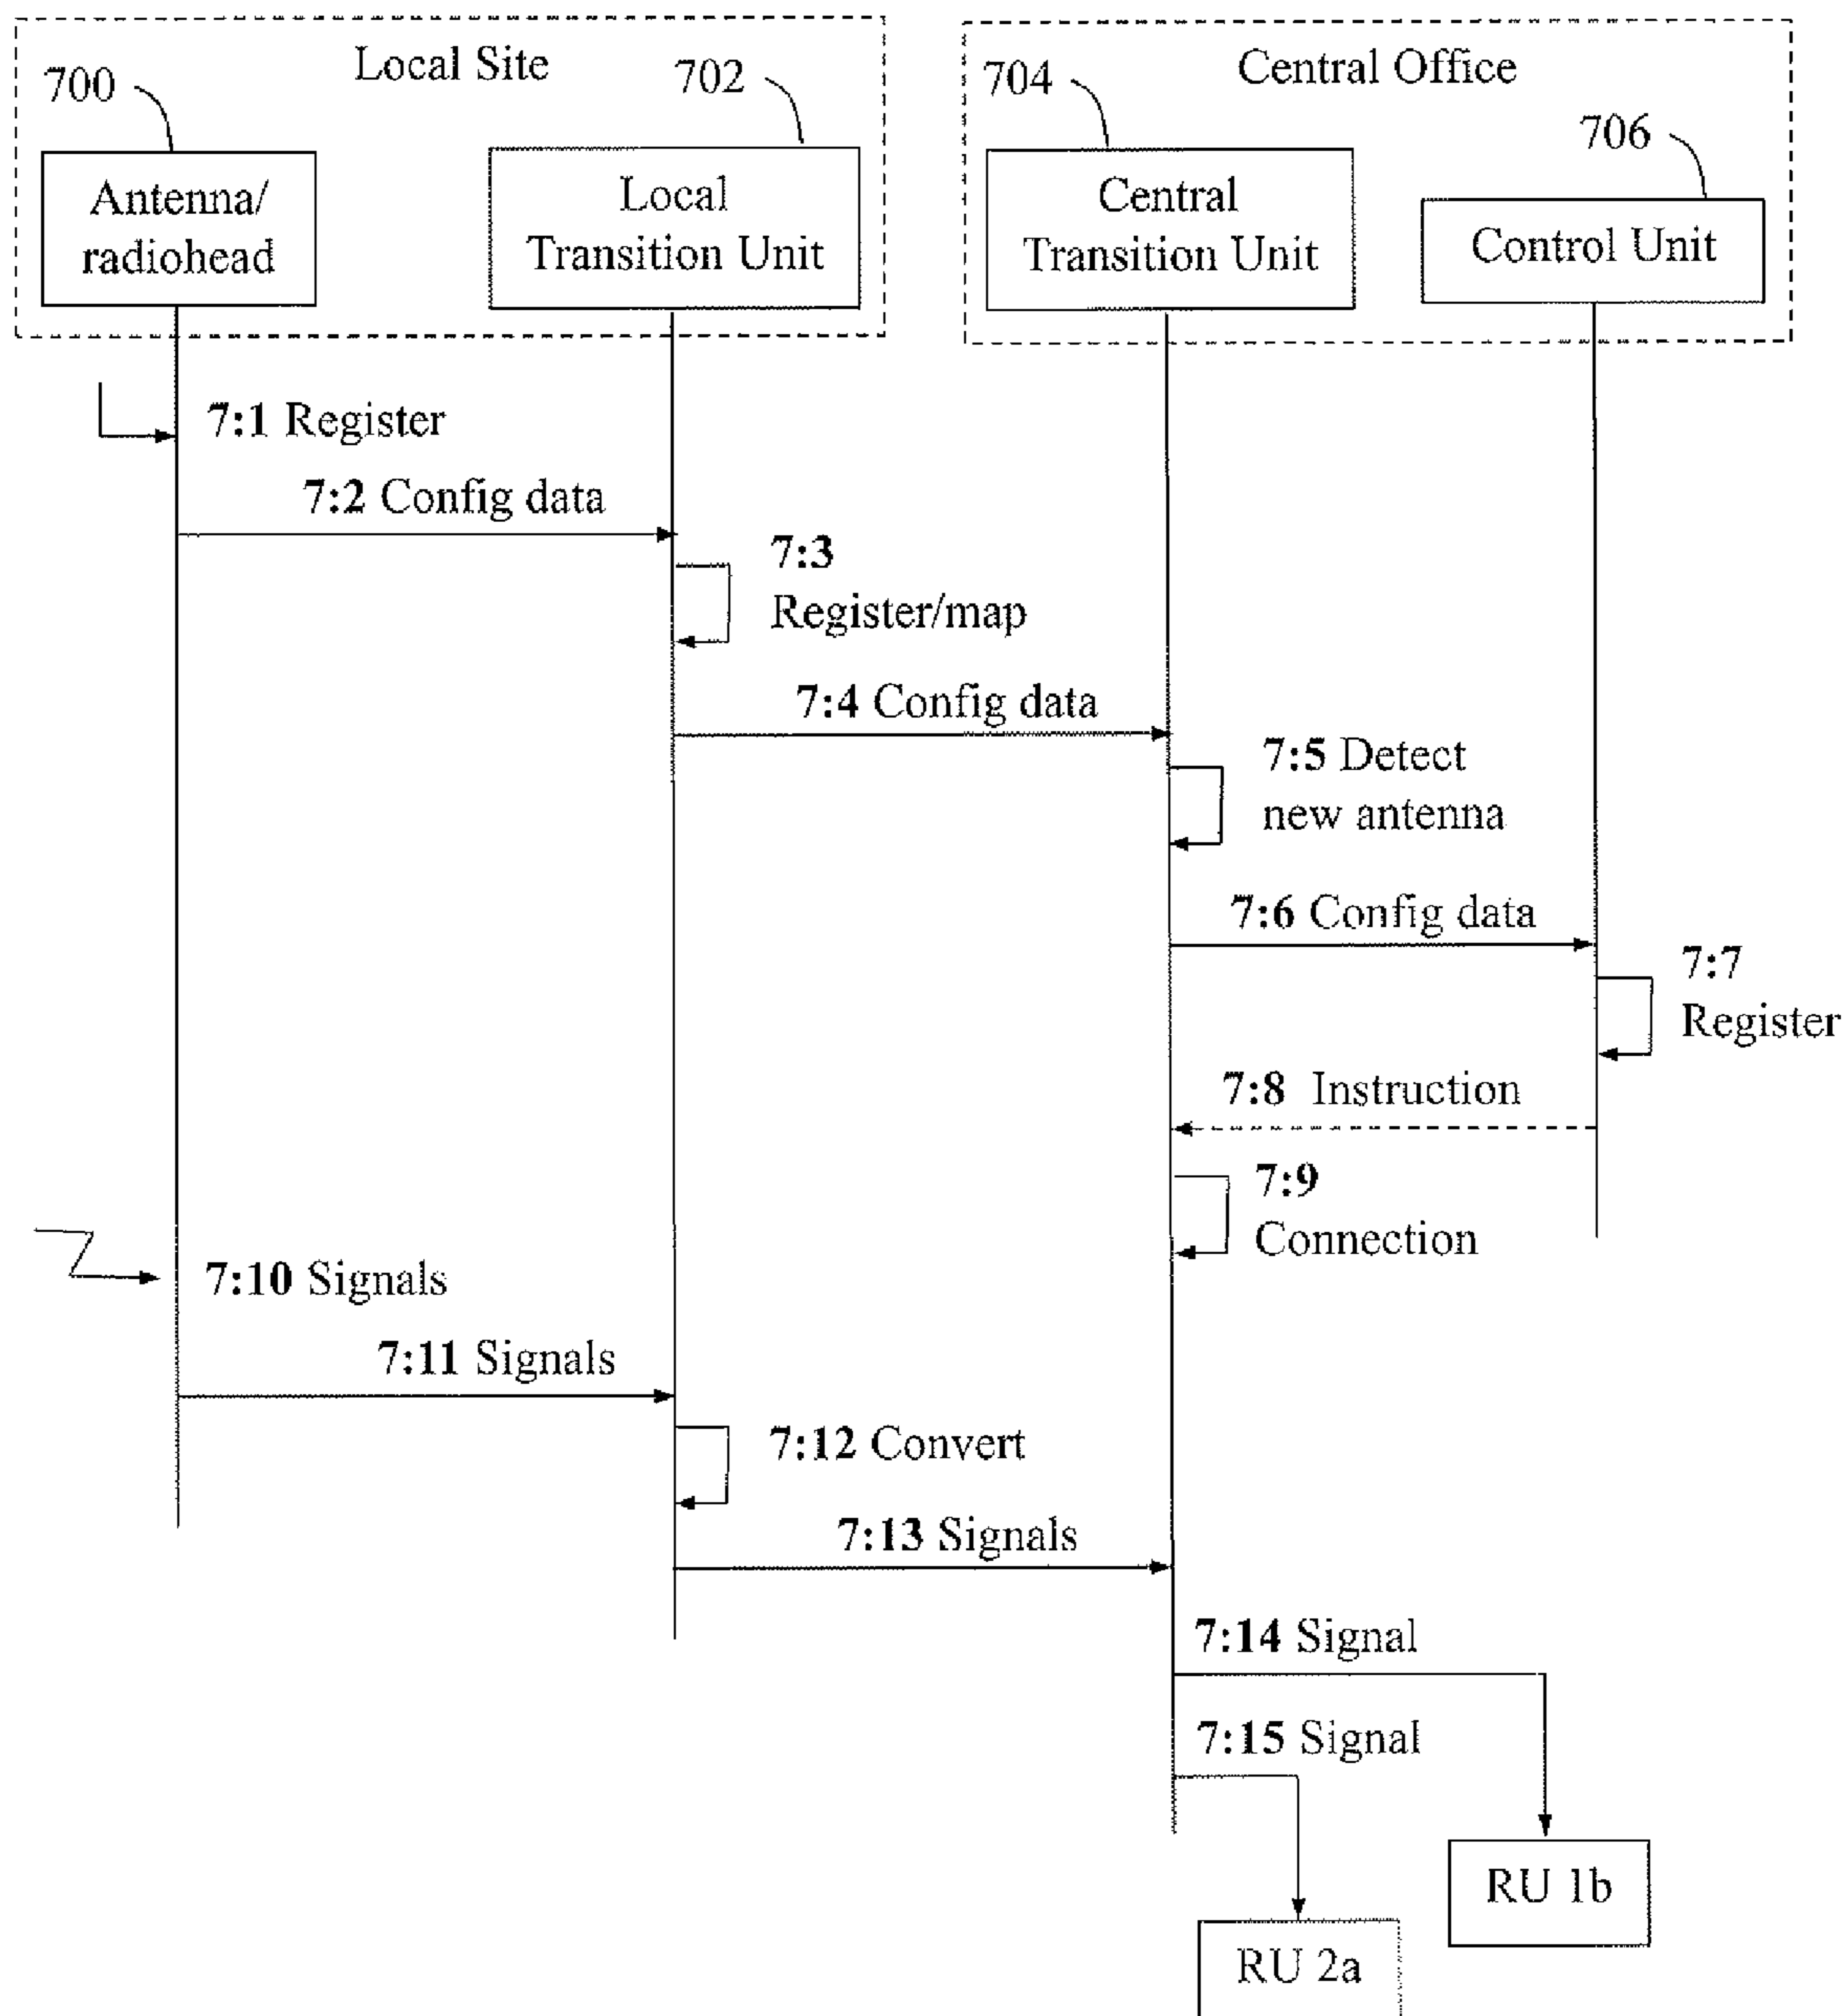 Local Site
Central Office
700
702
704
706
Antenna/
radiohead
Local
Transition Unit
Central
Transition Unit
Control Unit
7:1 Register
7:2 Config data
7:3
Register/map
7:4 Config data
7:5 Detect
new antenna
7:6 Config data
7:7
Register
7:8 Instruction
7:9
Connection
7:10 Signals
7:11 Signals
7:12 Convert
7:13 Signals
7:14 Signal
7:15 Signal
RU 1b
RU 2a